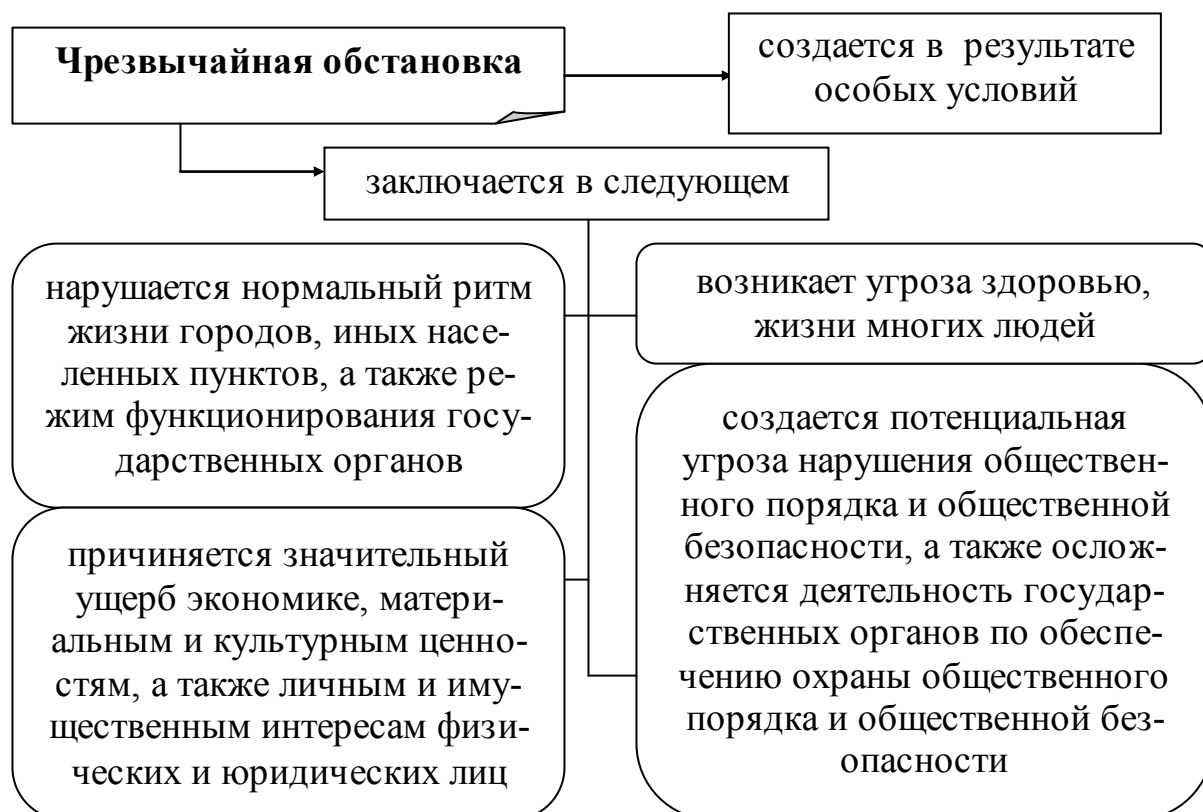 Чрезвычайная обстановка
создается в результате
особых условий
заключается в следующем
нарушается нормальный ритм
жизни городов, иных насе-
ленных пунктов, а также ре-
жим функционирования госу-
дарственных органов
возникает угроза здоровью,
жизни многих людей
причиняется значительный
ущерб экономике, матери-
альным и культурным ценно-
стям, а также личным и иму-
щественным интересам физи-
ческих и юридических лиц
создается потенциальная
угроза нарушения обществен-
ного порядка и общественной
безопасности, а также ослож-
няется деятельность государ-
ственных органов по обеспе-
чению охраны общественного
порядка и общественной без-
опасности